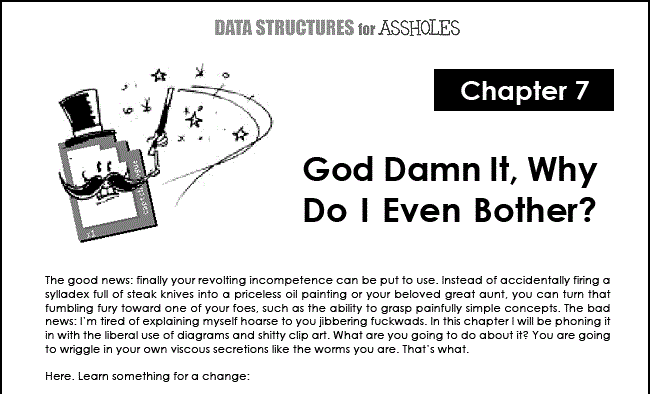 DATA STRUCTURES for ASSHOLES
Chapter 7
God Damn It, Why
Do I Even Bother?
The good news: finally your revolting incompetence can be put to use. Instead of accidentally firing a
sylladex full of steak knives into a priceless oil painting or your beloved great aunt, you can turn that
fumbling fury toward one of your foes, such as the ability to grasp painfully simple concepts. The bad
news: I'm tired of explaining myself hoarse to you jibbering fuckwads. In this chapter I will be phoning it
in with the liberal use of diagrams and shitty clip art. What are you going to do about it? You are going
to wriggle in your own viscous secretions like the worms you are. That's what.
Here. Learn something for a change: